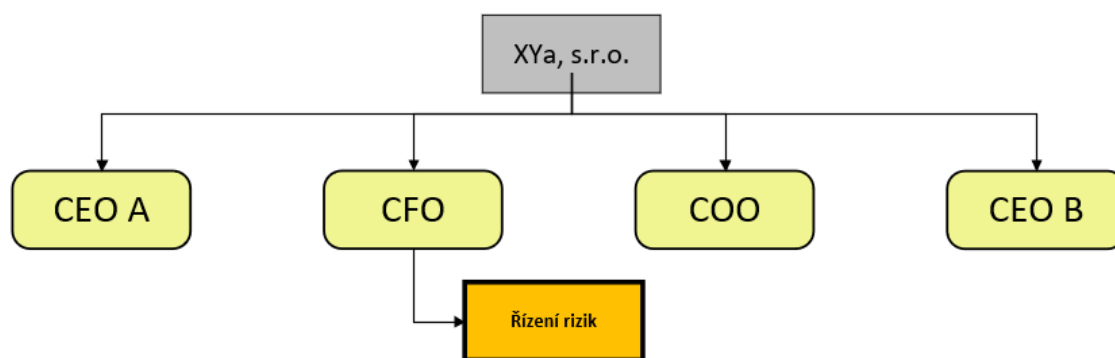 XYa, s.r.o.
CEO A
CFO
COO
CEO B
Řízení rizik